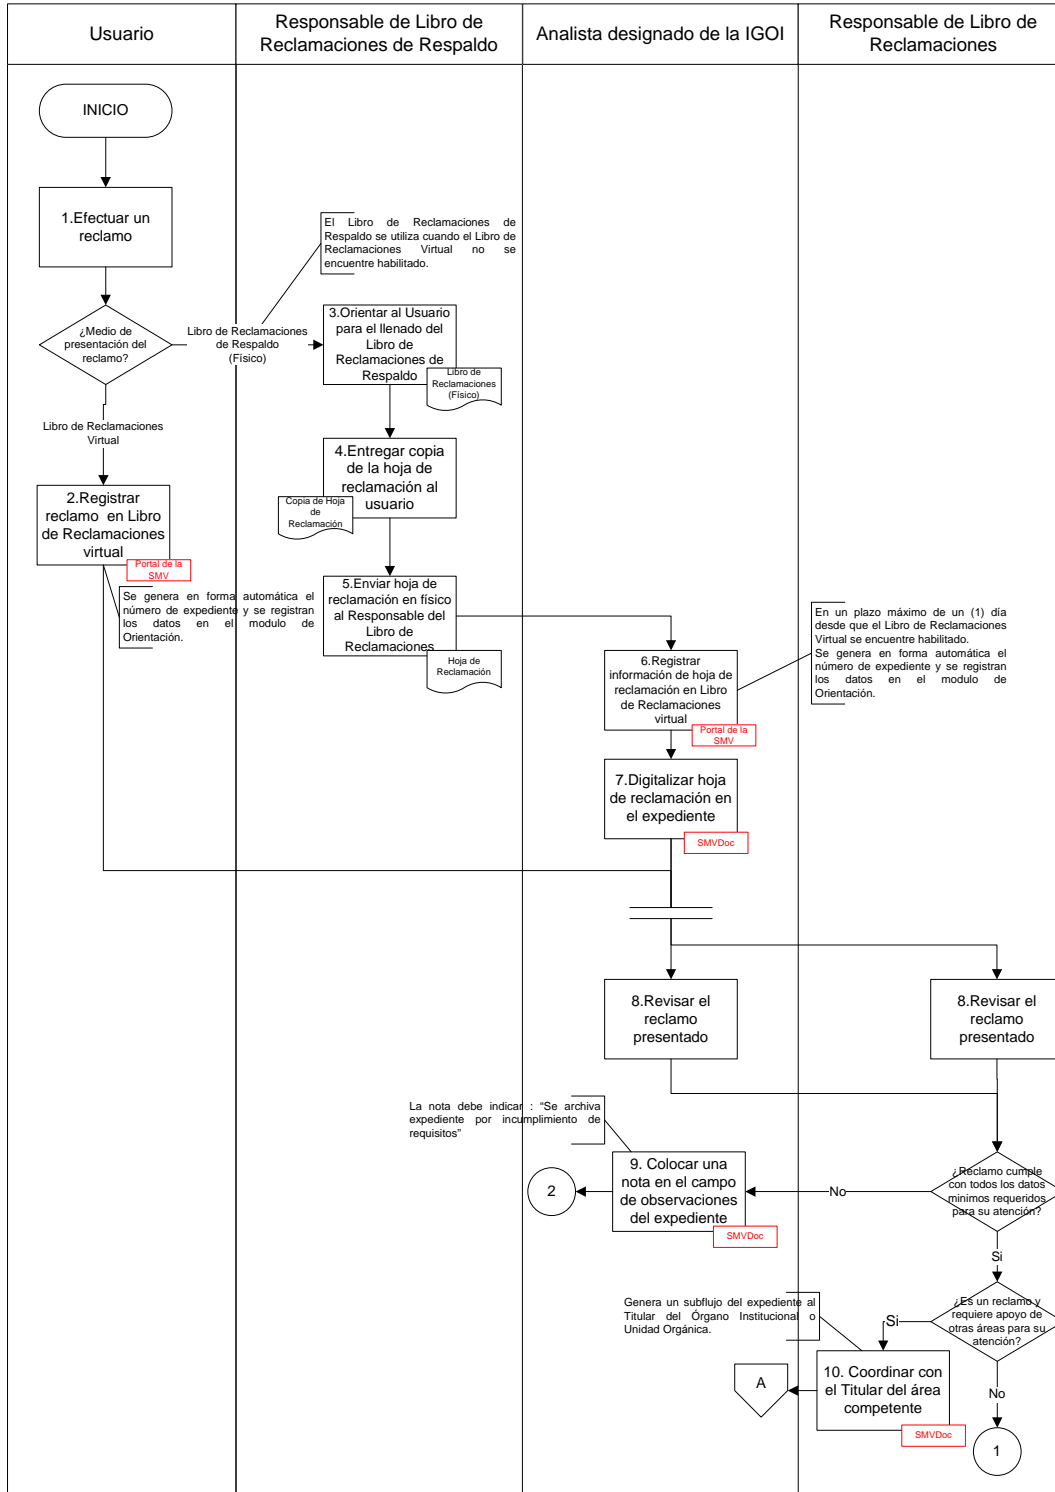 Usuario
Responsable de Libro de
Reclamaciones de Respaldo
Analista designado de la IGOI
Responsable de Libro de
Reclamaciones
INICIO
1.Efectuar un
reclamo
El Libro de Reclamaciones de
Respaldo se utiliza cuando el Libro de
Reclamaciones Virtual no se
encuentre habilitado.
¿Medio de
presentación del
reclamo?
Libro de Reclamaciones
de Respaldo
(Físico)
3.Orientar al Usuario
para el llenado del
Libro de
Reclamaciones de
Respaldo
Libro de
Reclamaciones
(Físico)
Libro de Reclamaciones
Virtual
4.Entregar copia
de la hoja de
reclamación al
usuario
Copia de Hoja
de
Reclamación
2.Registrar
reclamo en Libro
de Reclamaciones
virtual
Portal de la
SMV
Se genera en forma automática el
número de expediente y se registran
los datos en el modulo de
Orientación.
5.Enviar hoja de
reclamación en físico
al Responsable del
Libro de
Reclamaciones
Hoja de
Reclamación
6.Registrar
información de hoja de
reclamación en Libro
de Reclamaciones
virtual
Portal de la
SMV
En un plazo máximo de un (1) día
desde que el Libro de Reclamaciones
Virtual se encuentre habilitado.
Se genera en forma automática el
número de expediente y se registran
los datos en el modulo de
Orientación.
7.Digitalizar hoja
de reclamación en
el expediente
SMVDoc
8.Revisar el
reclamo
presentado
8.Revisar el
reclamo
presentado
La nota debe indicar : “Se archiva
expediente por incumplimiento de
requisitos”
2
9. Colocar una
nota en el campo
de observaciones
del expediente
SMVDoc
No
¿Reclamo cumple
con todos los datos
minimos requeridos
para su atención?
Si
Genera un subflujo del expediente al
Titular del Órgano Institucional o
Unidad Orgánica.
Si
¿Es un reclamo y
requiere apoyo de
otras áreas para su
atención?
A
10. Coordinar con
el Titular del área
competente
SMVDoc
No
1